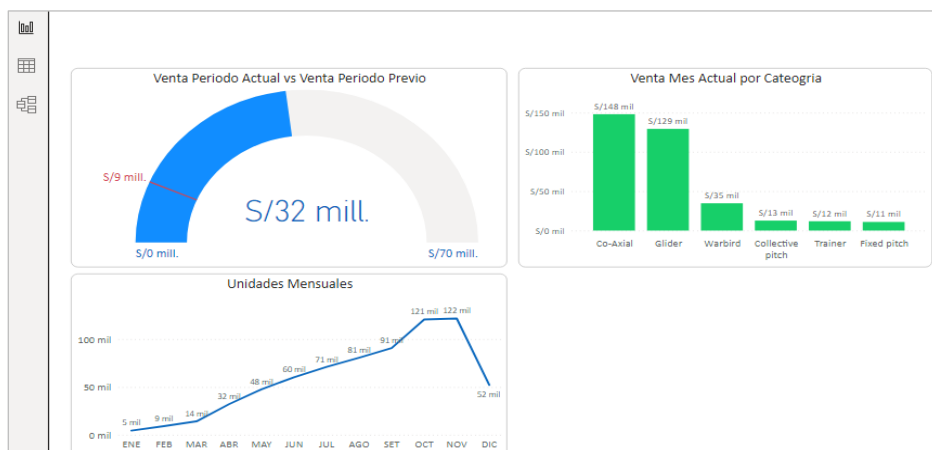 Venta Periodo Actual vs Venta Periodo Previo
S/9 mill.
S/32 mill.
S/0 mill.
S/70 mill.
Venta Mes Actual por Cateogria
S/150 mil
S/100 mil
S/50 mil
S/0 mil
S/148 mil
S/129 mil
S/35 mil
S/13 mil
S/12 mil
S/11 mil
Co-Axial
Glider
Warbird
Collective
pitch
Trainer
Fixed pitch
Unidades Mensuales
100 mil
50 mil
0 mil
5 mil
9 mil
14 mil
32 mil
48 mil
60 mil
71 mil
81 mil
91 mil
121 mil
122 mil
52 mil
ENE
FEB
MAR
ABR
MAY
JUN
JUL
AGO
SET
OCT
NOV
DIC